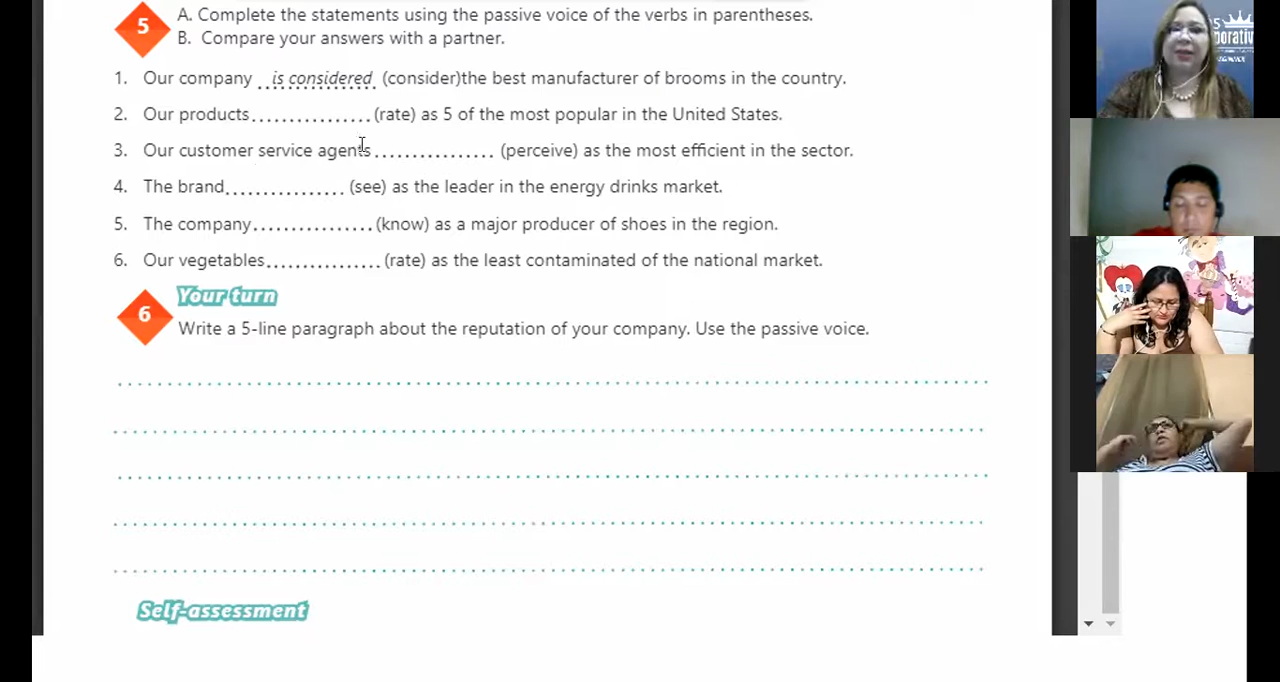 5
A. Complete the statements using the passive voice of the verbs in parentheses.
B. Compare your answers with a partner.
1. Our company ..is considered.. (consider)the best manufacturer of brooms in the country.
2. Our products................(rate) as 5 of the most popular in the United States.
3. Our customer service agents................ (perceive) as the most efficient in the sector.
4. The brand................ (see) as the leader in the energy drinks market.
5. The company................(know) as a major producer of shoes in the region.
6. Our vegetables............... (rate) as the least contaminated of the national market.
6
Your turn
Write a 5-line paragraph about the reputation of your company. Use the passive voice.
Self-assessment